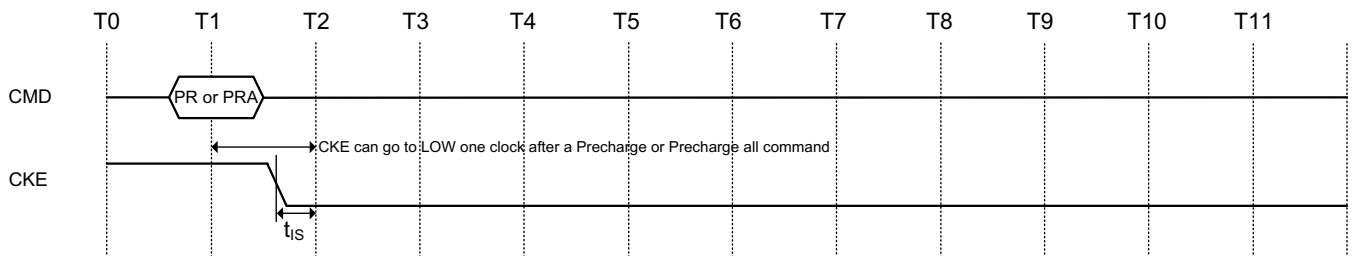 T0 T1 T2 T3 T4 T5 T6 T7 T8 T9 T10 T11
CMD
PR or PRA
CKE can go to LOW one clock after a Precharge or Precharge all command
CKE
tIS